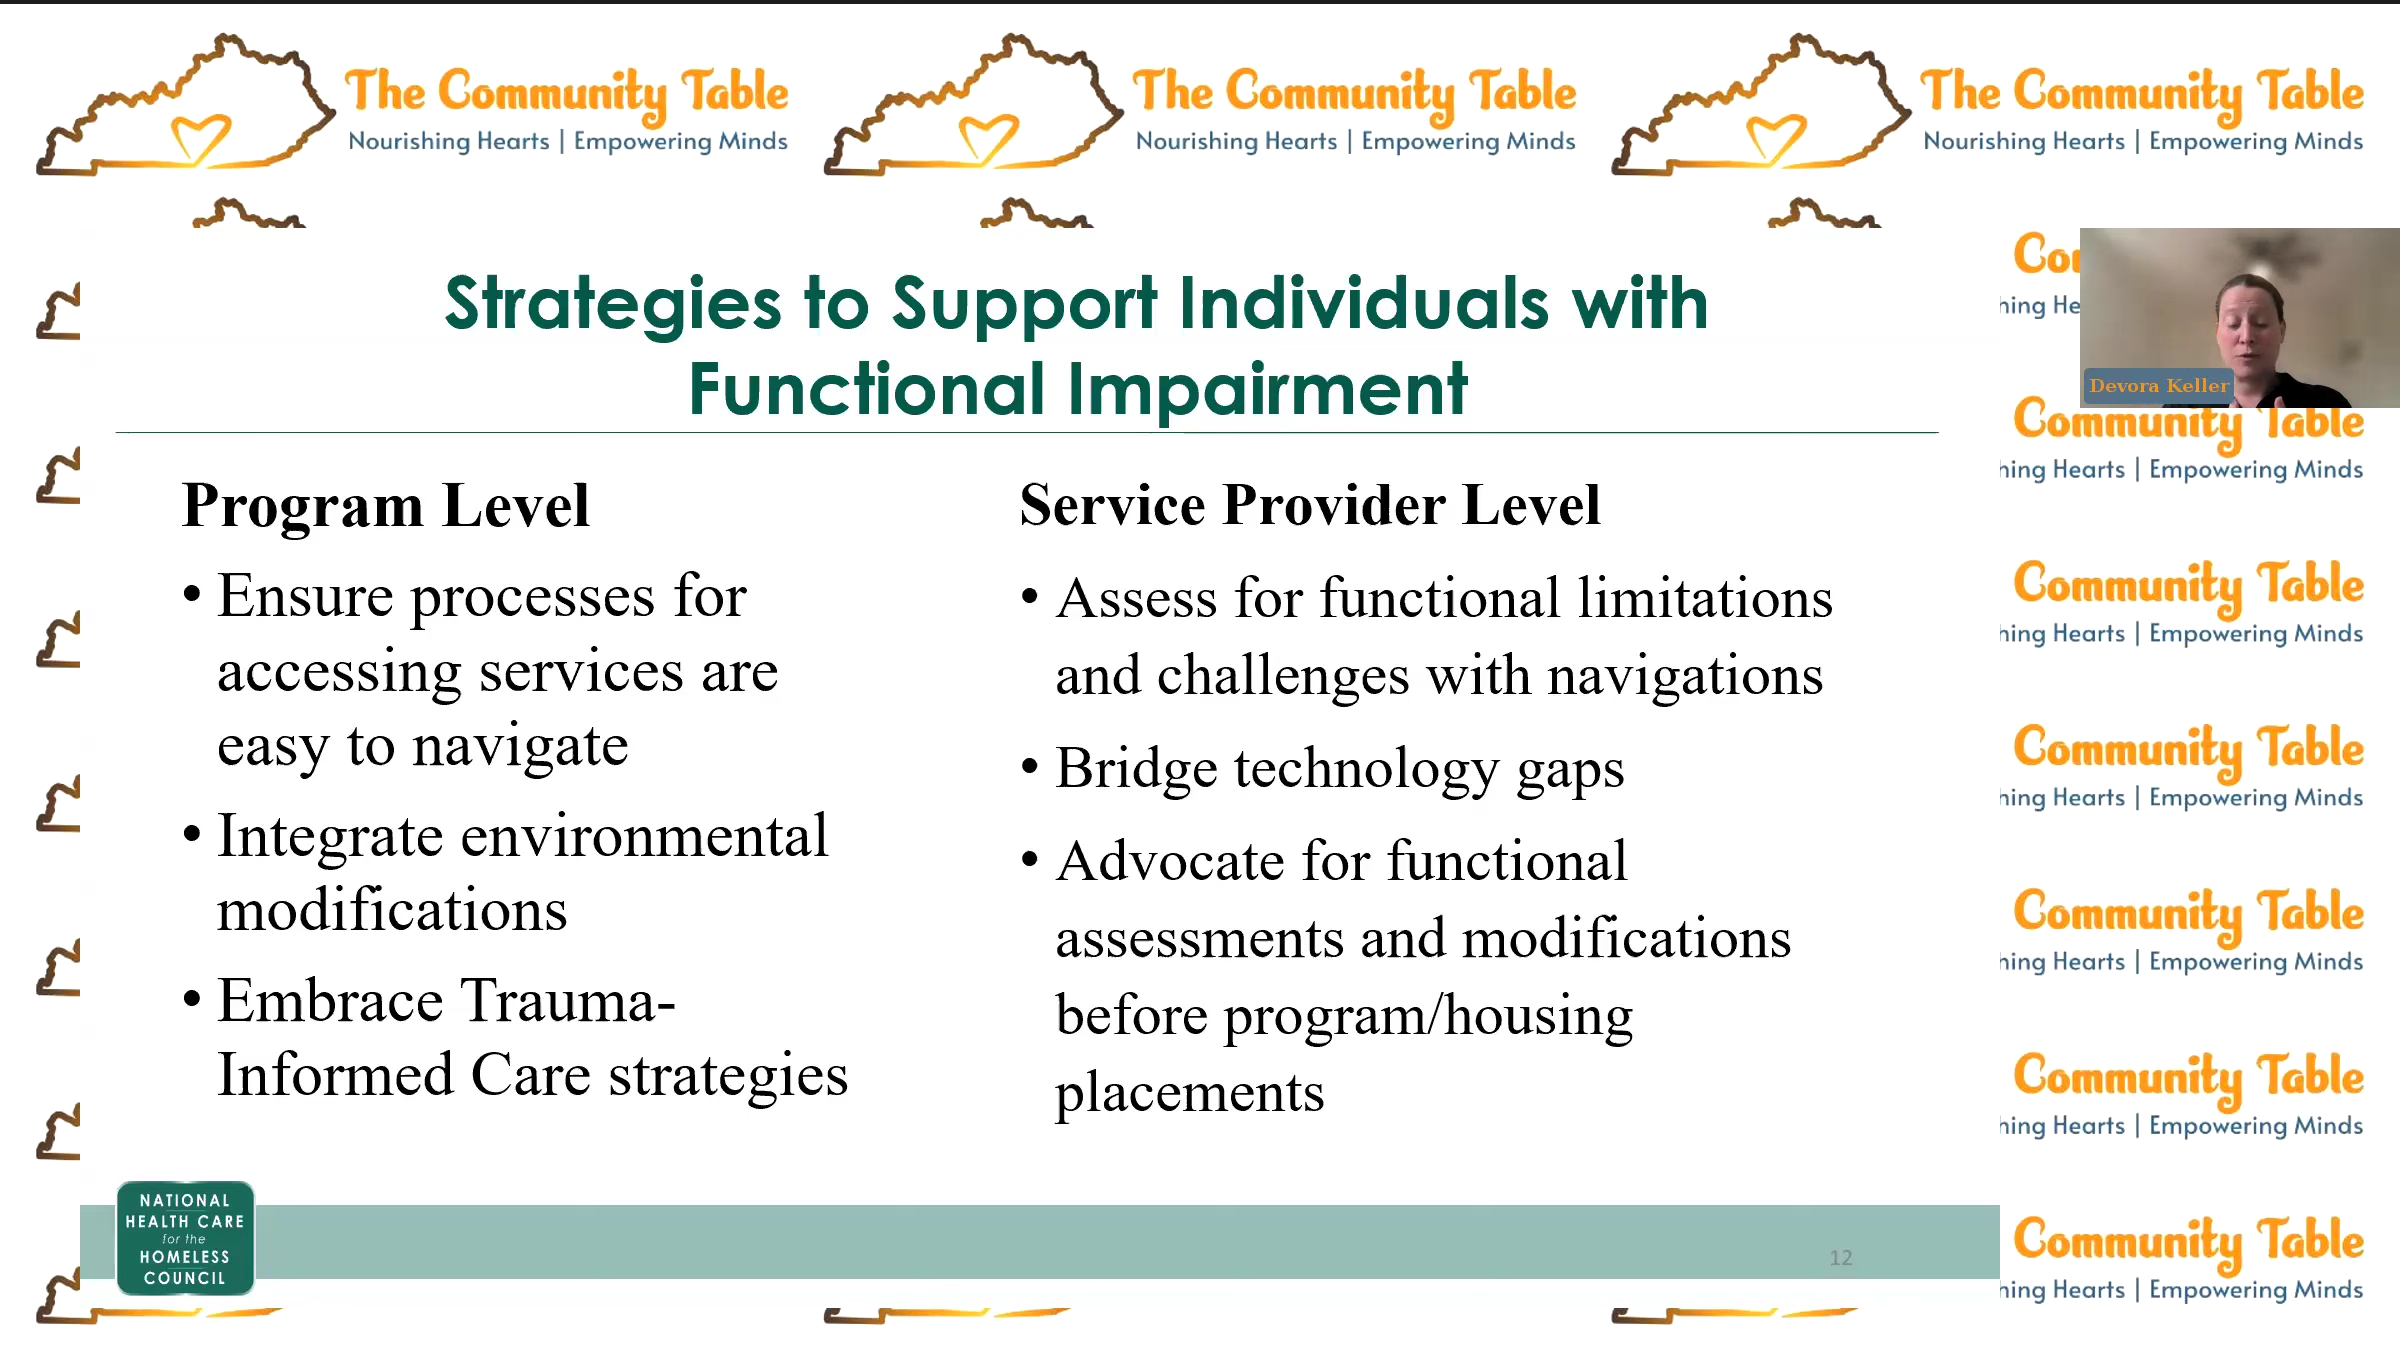 The Community Table The Community Table The Community Table
Nourishing Hearts | Empowering Minds Nourishing Hearts | Empowering Minds Nourishing Hearts | Empowering Minds
Strategies to Support Individuals with
Functional Impairment
Devora Keller
Program Level
• Ensure processes for
accessing services are
easy to navigate
• Integrate environmental
modifications
• Embrace Trauma-
Informed Care strategies
Service Provider Level
• Assess for functional limitations
and challenges with navigations
• Bridge technology gaps
• Advocate for functional
assessments and modifications
before program/housing
placements
Community Table
hing Hearts | Empowering Minds
Community Table
hing Hearts | Empowering Minds
Community Table
hing Hearts | Empowering Minds
Community Table
hing Hearts | Empowering Minds
Community Table
hing Hearts | Empowering Minds
Community Table
hing Hearts | Empowering Minds
NATIONAL
HEALTH CARE
for the
HOMELESS
COUNCIL
12